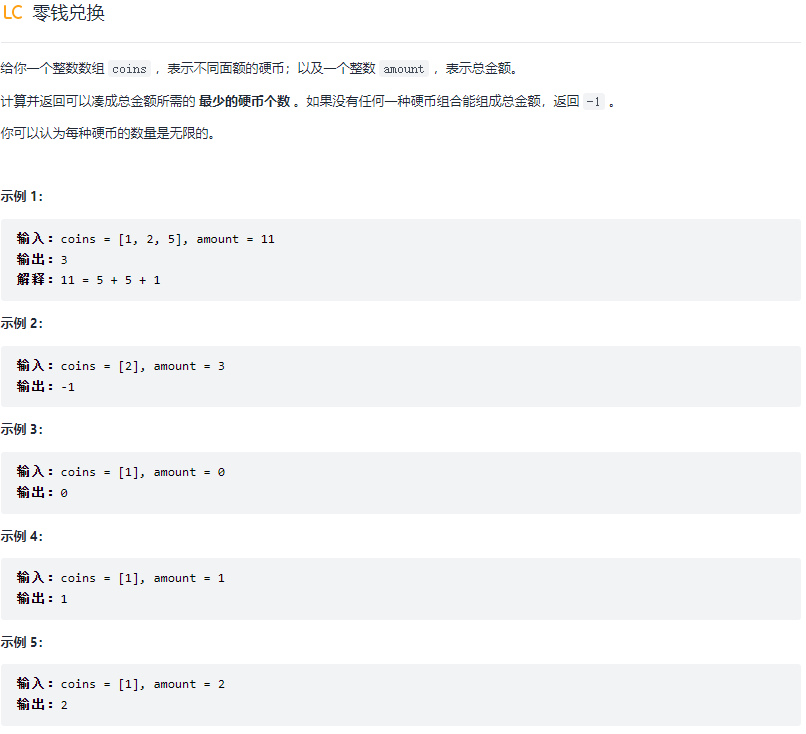 LC 零钱兑换
给你一个整数数组 coins ，表示不同面额的硬币；以及一个整数 amount ，表示总金额。
计算并返回可以凑成总金额所需的 最少的硬币个数 。如果没有任何一种硬币组合能组成总金额，返回 -1 。
你可以认为每种硬币的数量是无限的。
示例 1：
输入：coins = [1, 2, 5], amount = 11
输出：3
解释：11 = 5 + 5 + 1
示例 2：
输入：coins = [2], amount = 3
输出：-1
示例 3：
输入：coins = [1], amount = 0
输出：0
示例 4：
输入：coins = [1], amount = 1
输出：1
示例 5：
输入：coins = [1], amount = 2
输出：2